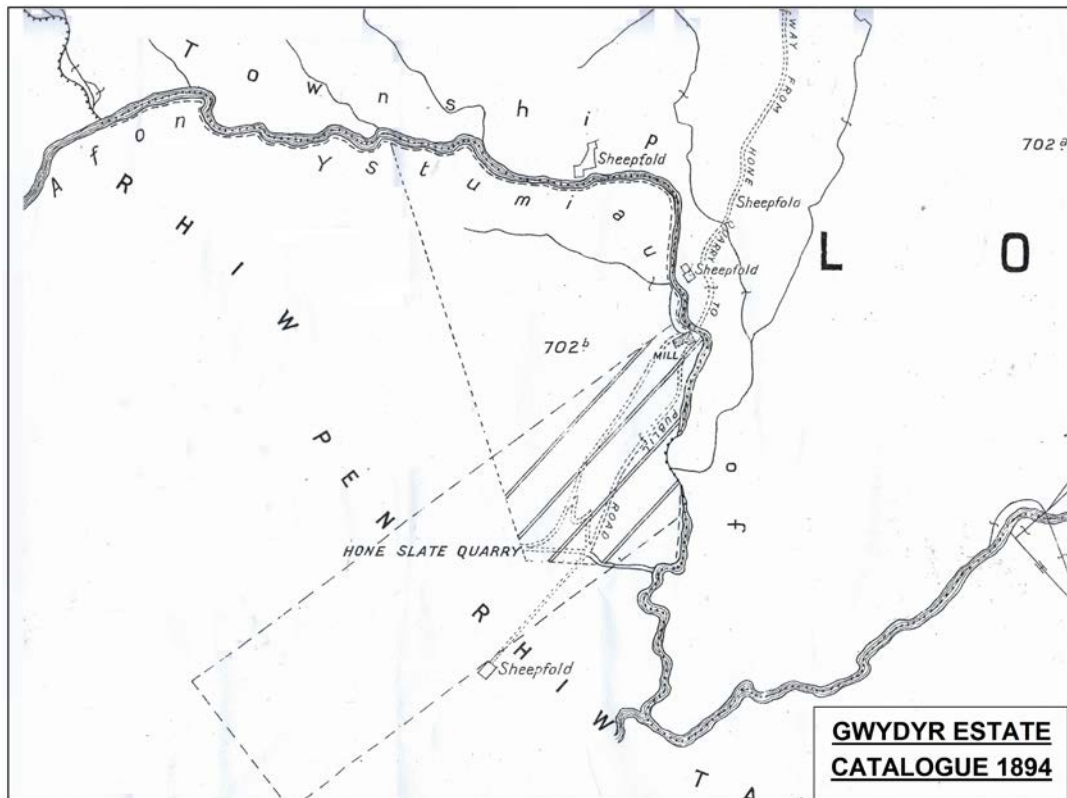 Township
EWAY FROM HONE QUARRY TO
Afon Ystumiau
RHIW
Sheepfold
702ª
Sheepfold
L O
Sheepfold
702ᵇ
MILL
PUBLIC ROAD
PEN
of
HONE SLATE QUARRY
RHIW
Sheepfold
TA
GWYDYR ESTATE
CATALOGUE 1894